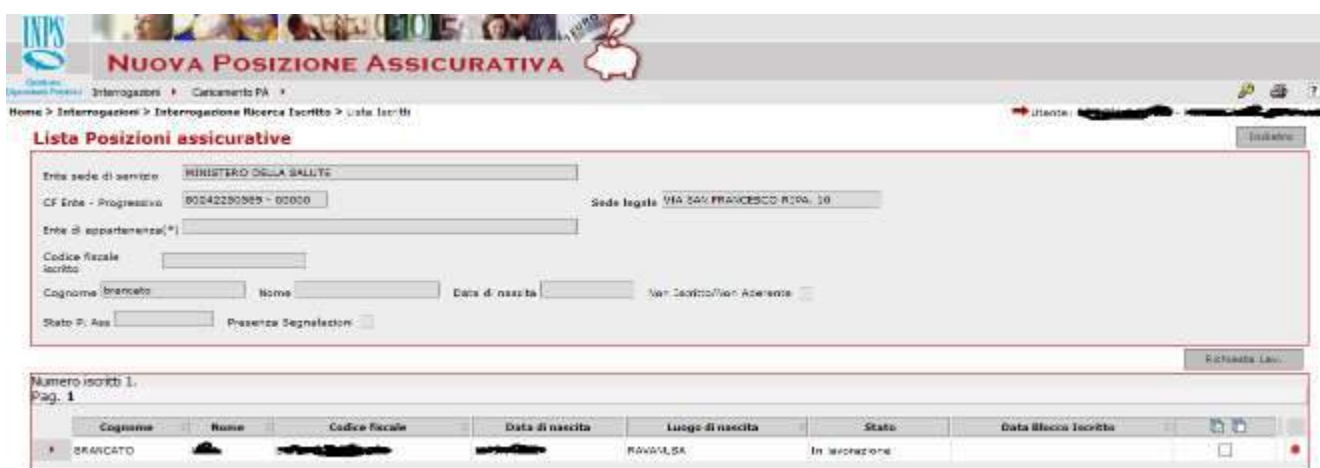 INPS
NUOVA POSIZIONE ASSICURATIVA
Gestione Dipendenti Pubblici
Interrogazioni Caricamento PA ?
Home > Interrogazioni > Interrogazione Ricerca Iscritto > Lista Iscritti
Utente:
Lista Posizioni assicurative
Indietro
Ente sede di servizio MINISTERO DELLA SALUTE
CF Ente - Progressivo Sede legale VIA SAN FRANCESCO RIPA, 10
Ente di appartenenza(*)
Codice fiscale iscritto
Cognome brancato Nome Data di nascita Non Iscritto/Non Aderente
Stato P. Ass Presenza Segnalazioni
Richiesta Lav.
Numero iscritti 1.
Pag. 1
Cognome Nome Codice fiscale Data di nascita Luogo di nascita Stato Data Blocco Iscritto
BRANCATO In lavorazione